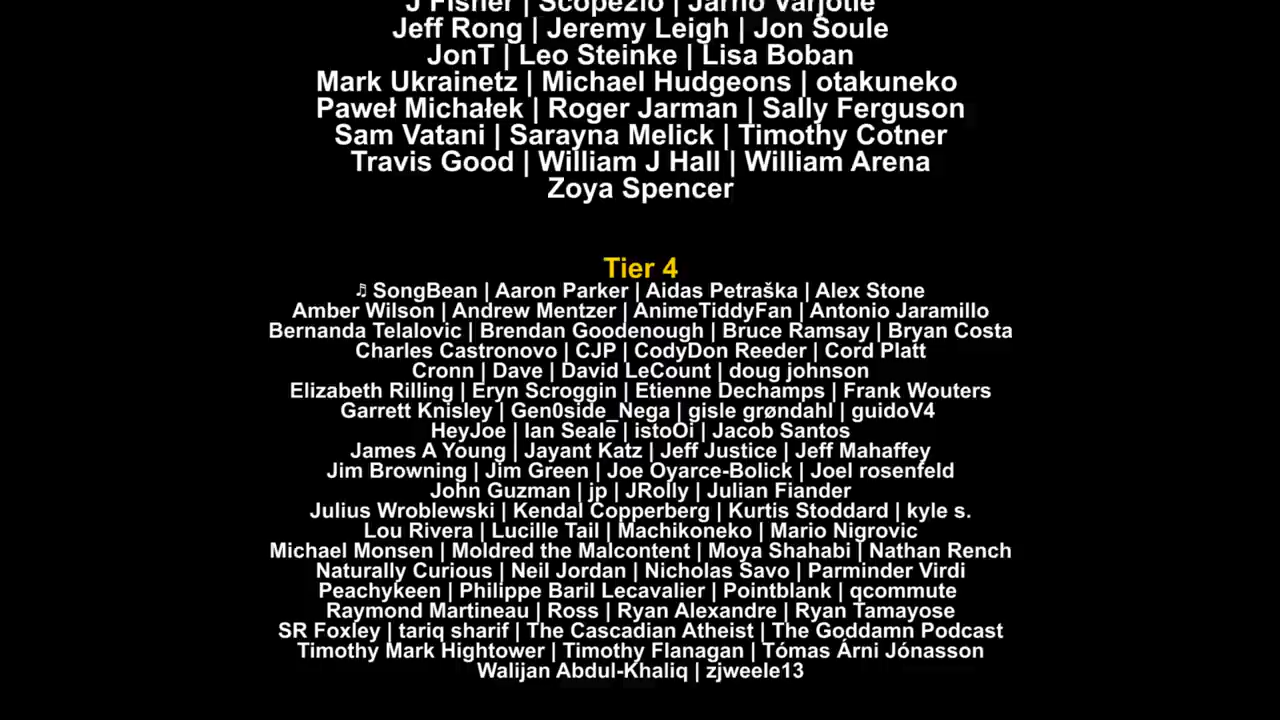 J Fisher | Scopezio | Jarno Varjotie
Jeff Rong | Jeremy Leigh | Jon Soule
JonT | Leo Steinke | Lisa Boban
Mark Ukrainetz | Michael Hudgeons | otakuneko
Paweł Michałek | Roger Jarman | Sally Ferguson
Sam Vatani | Sarayna Melick | Timothy Cotner
Travis Good | William J Hall | William Arena
Zoya Spencer
Tier 4
♫ SongBean | Aaron Parker | Aidas Petraška | Alex Stone
Amber Wilson | Andrew Mentzer | AnimeTiddyFan | Antonio Jaramillo
Bernanda Telalovic | Brendan Goodenough | Bruce Ramsay | Bryan Costa
Charles Castronovo | CJP | CodyDon Reeder | Cord Platt
Cronn | Dave | David LeCount | doug johnson
Elizabeth Rilling | Eryn Scroggin | Etienne Dechamps | Frank Wouters
Garrett Knisley | Gen0side_Nega | gisle grøndahl | guidoV4
HeyJoe | Ian Seale | istoOi | Jacob Santos
James A Young | Jayant Katz | Jeff Justice | Jeff Mahaffey
Jim Browning | Jim Green | Joe Oyarce-Bolick | Joel rosenfeld
John Guzman | jp | JRolly | Julian Fiander
Julius Wroblewski | Kendal Copperberg | Kurtis Stoddard | kyle s.
Lou Rivera | Lucille Tail | Machikoneko | Mario Nigrovic
Michael Monsen | Moldred the Malcontent | Moya Shahabi | Nathan Rench
Naturally Curious | Neil Jordan | Nicholas Savo | Parminder Virdi
Peachykeen | Philippe Baril Lecavalier | Pointblank | qcommute
Raymond Martineau | Ross | Ryan Alexandre | Ryan Tamayose
SR Foxley | tariq sharif | The Cascadian Atheist | The Goddamn Podcast
Timothy Mark Hightower | Timothy Flanagan | Tómas Árni Jónasson
Walijan Abdul-Khaliq | zjweele13